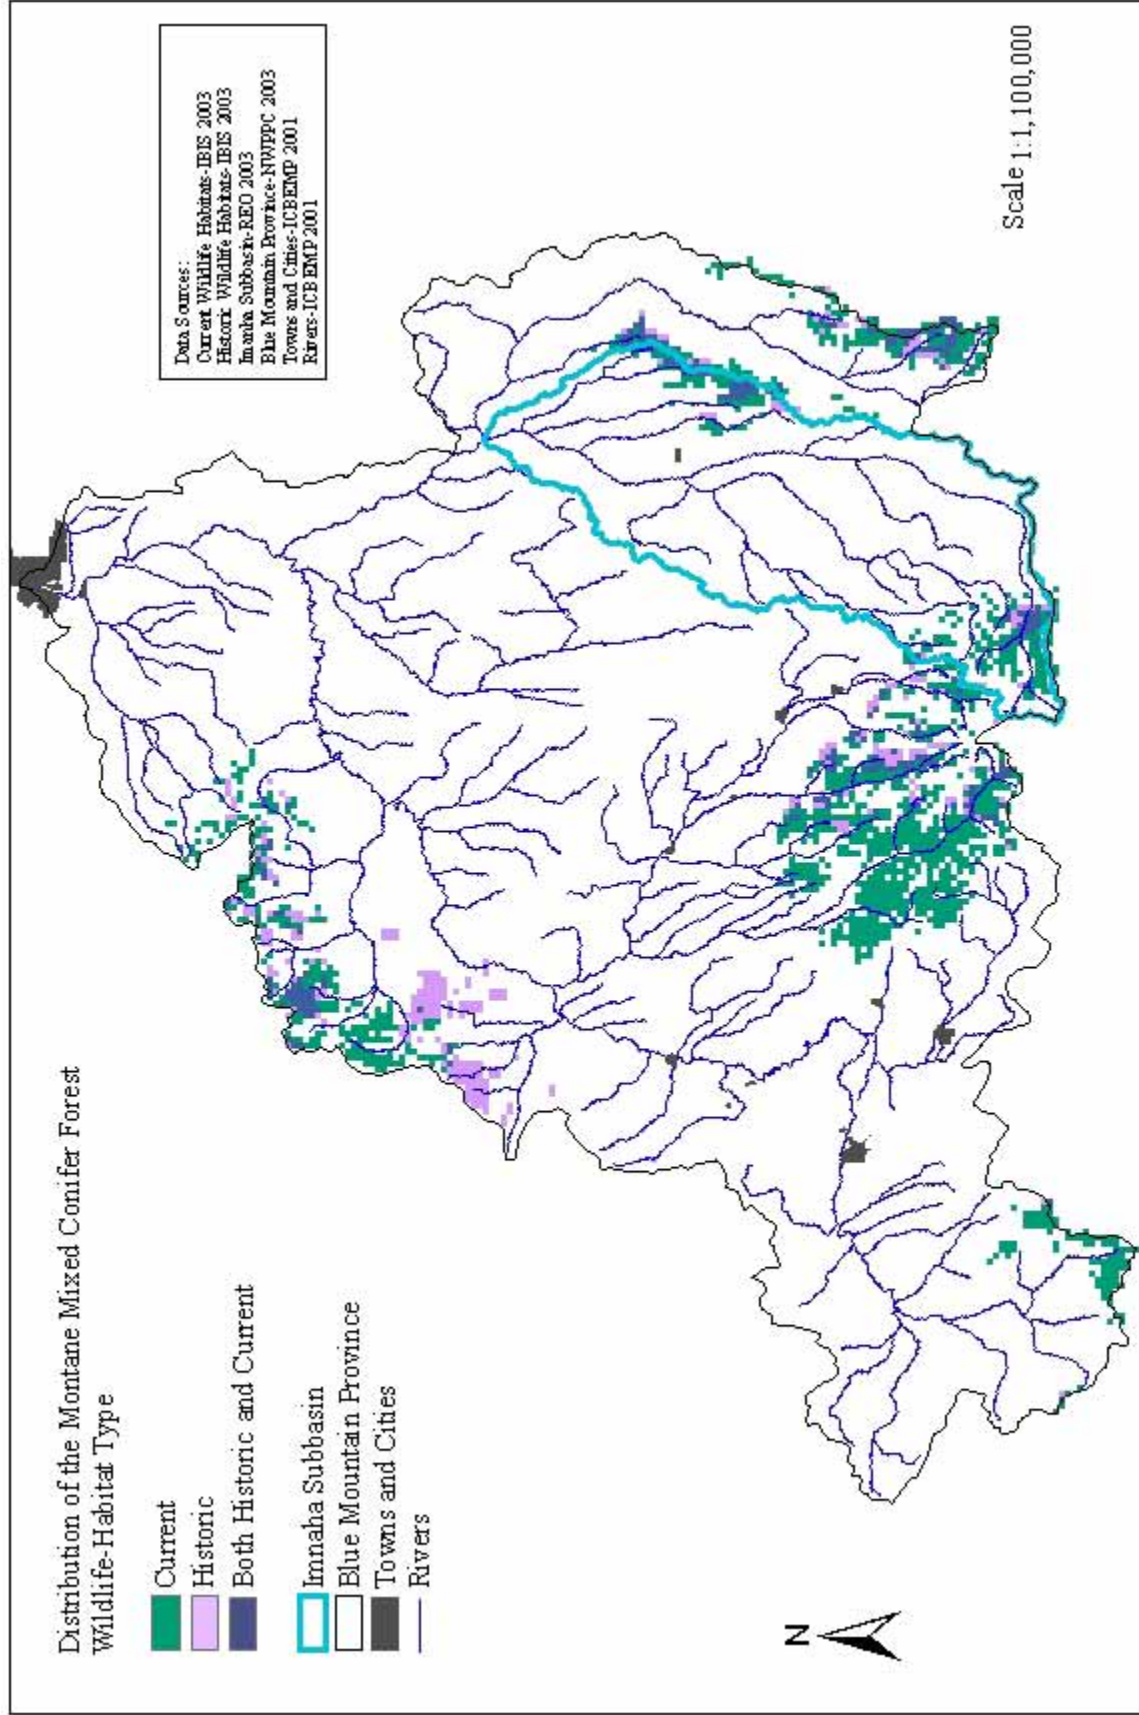 Distribution of the Montane Mixed Conifer Forest
Wildlife-Habitat Type
Current
Historic
Both Historic and Current
Imnaha Subbasin
Blue Mountain Province
Towns and Cities
Rivers
N
Data Sources:
Current Wildlife Habitats-IBIS 2003
Historic Wildlife Habitats-IBIS 2003
Imnaha Subbasin-REO 2003
Blue Mountain Province-NWPPC 2003
Towns and Cities-ICBEMP 2001
Rivers-ICBEMP 2001
Scale 1:1,100,000